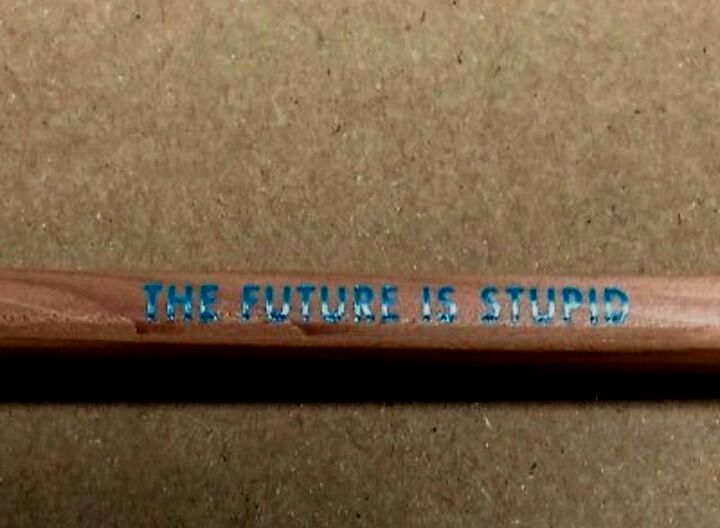 THE FUTURE IS STUPID